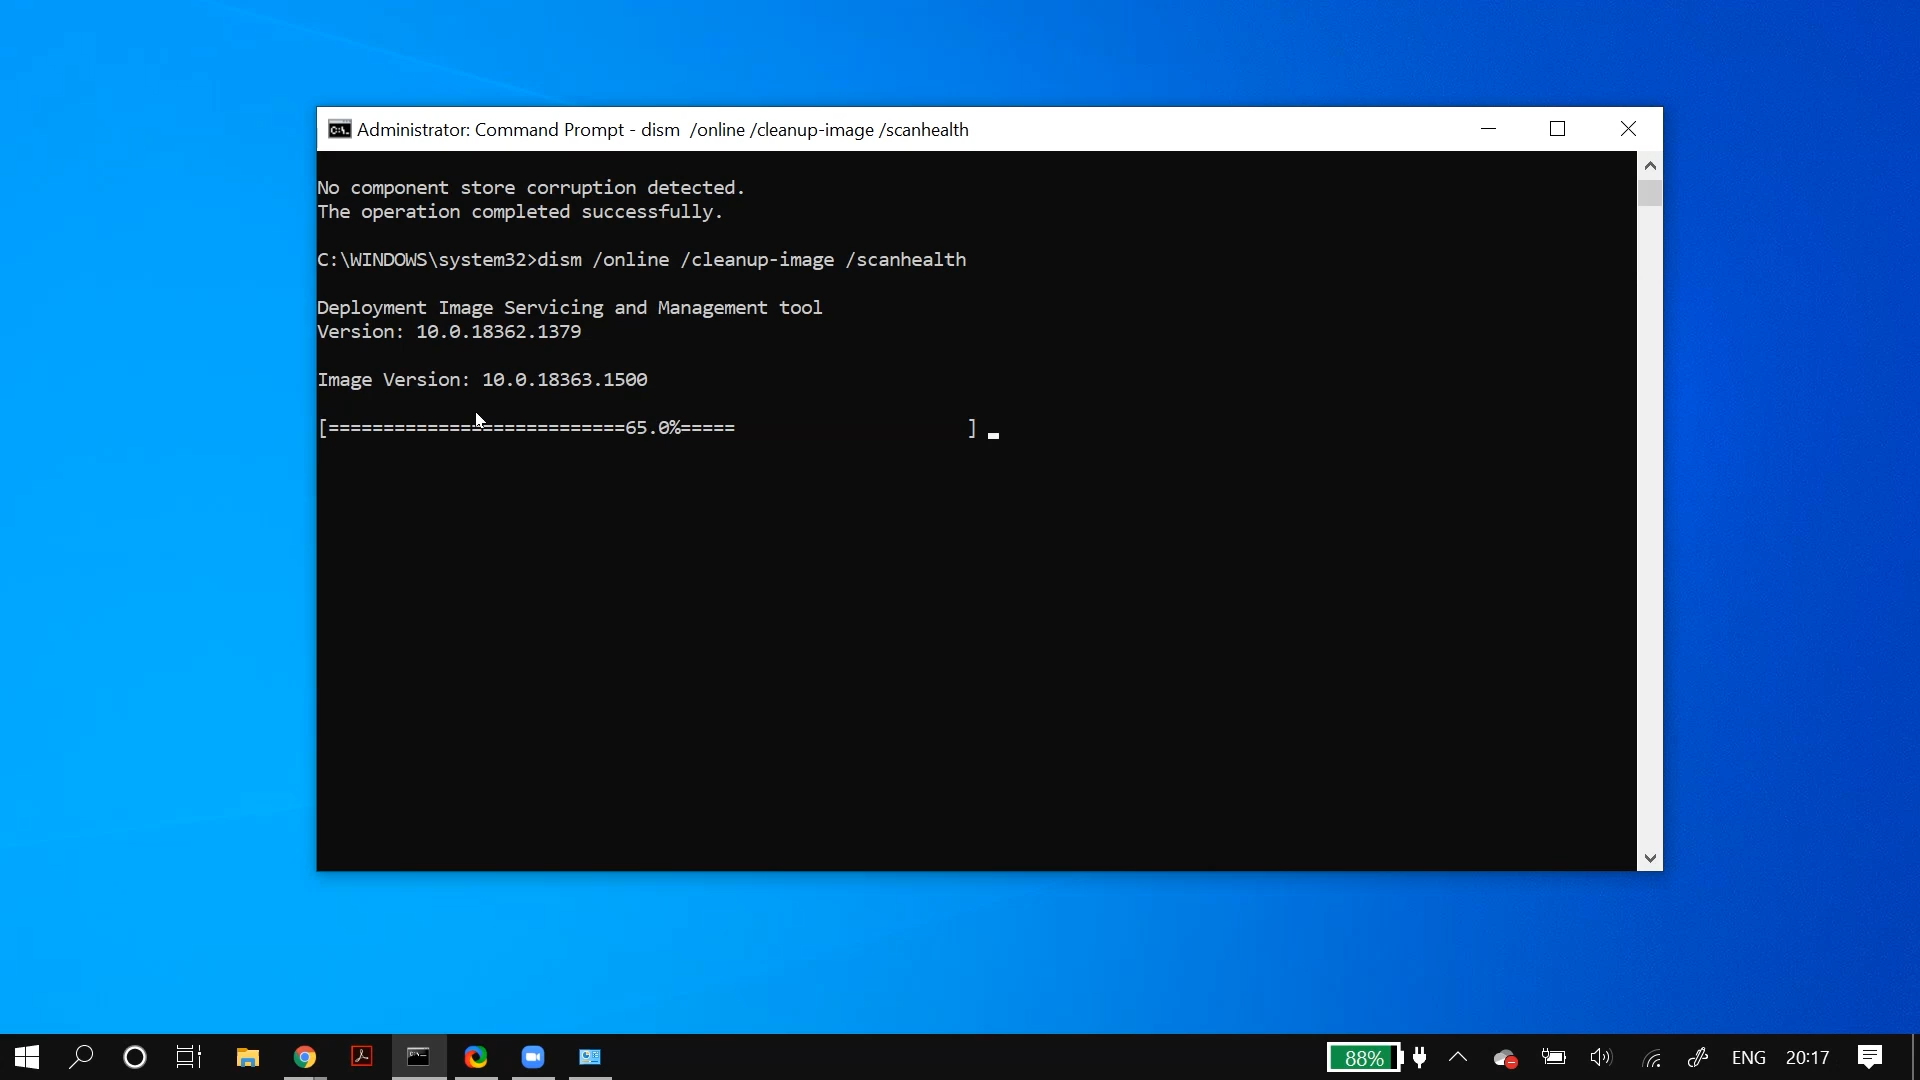 Administrator: Command Prompt - dism  /online /cleanup-image /scanhealth
No component store corruption detected.
The operation completed successfully.
C:\WINDOWS\system32>dism /online /cleanup-image /scanhealth
Deployment Image Servicing and Management tool
Version: 10.0.18362.1379
Image Version: 10.0.18363.1500
[===========================65.0%=====                     ]
88%
ENG
20:17